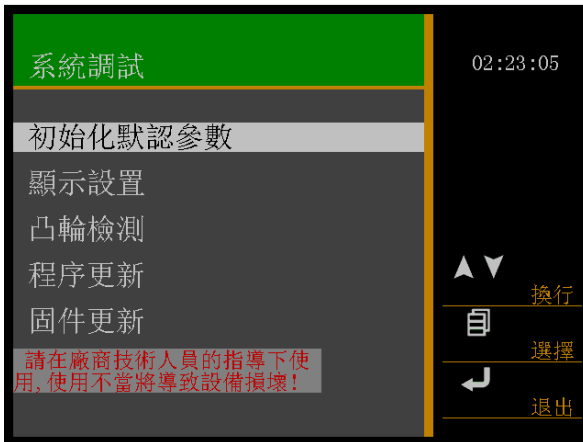 系統調試
02:23:05
初始化默認參數
顯示設置
凸輪檢測
程序更新
固件更新
請在廠商技術人員的指導下使
用,使用不當將導致設備損壞!
換行
選擇
退出